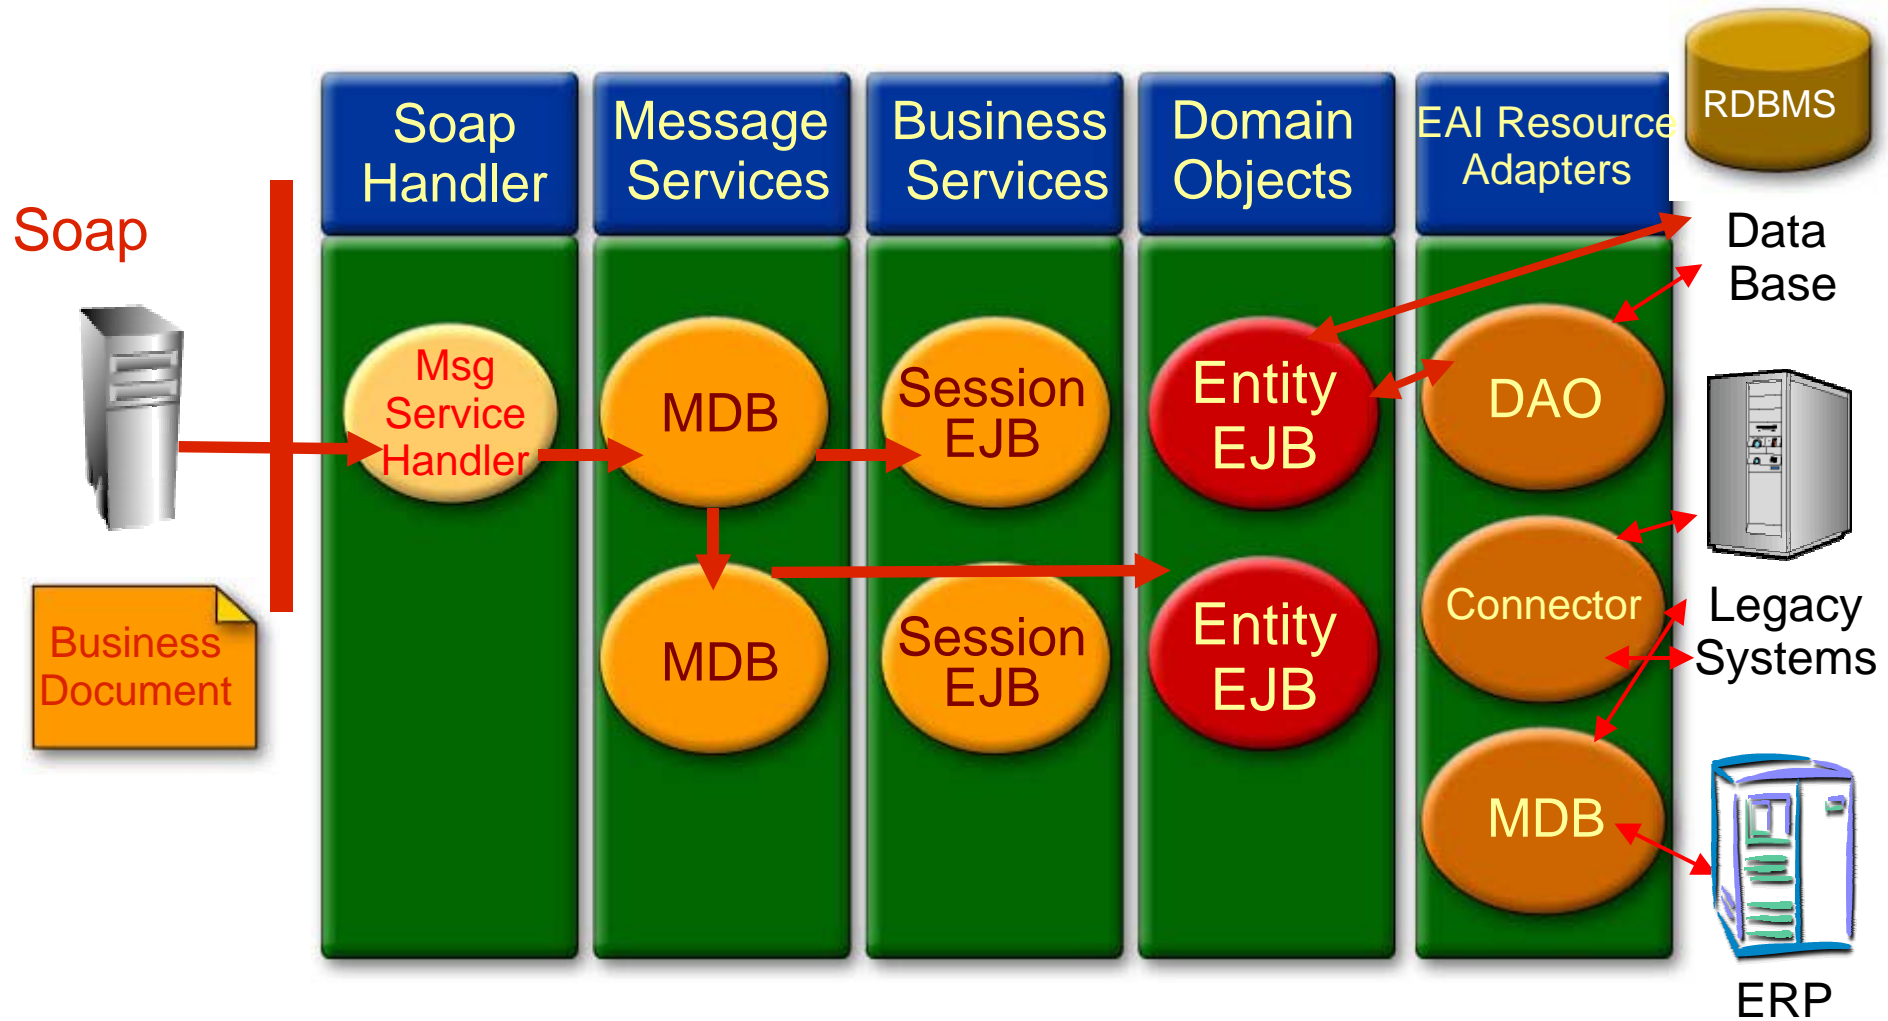 Soap
Business
Document
Soap
Handler
Msg
Service
Handler
Message
Services
MDB
MDB
Business
Services
Session
EJB
Session
EJB
Domain
Objects
Entity
EJB
Entity
EJB
EAI Resource
Adapters
DAO
Connector
MDB
RDBMS
Data
Base
Legacy
Systems
ERP